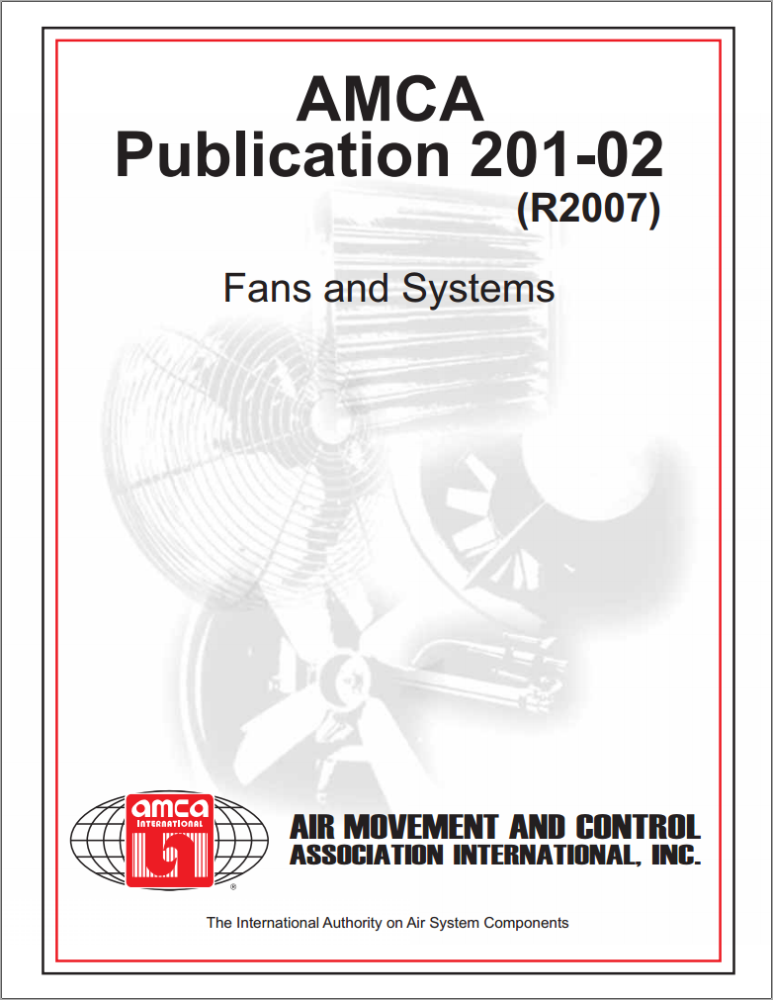 AMCA
Publication 201-02
(R2007)
Fans and Systems
amca
INTERNATIONAL
®
AIR MOVEMENT AND CONTROL
ASSOCIATION INTERNATIONAL, INC.
The International Authority on Air System Components